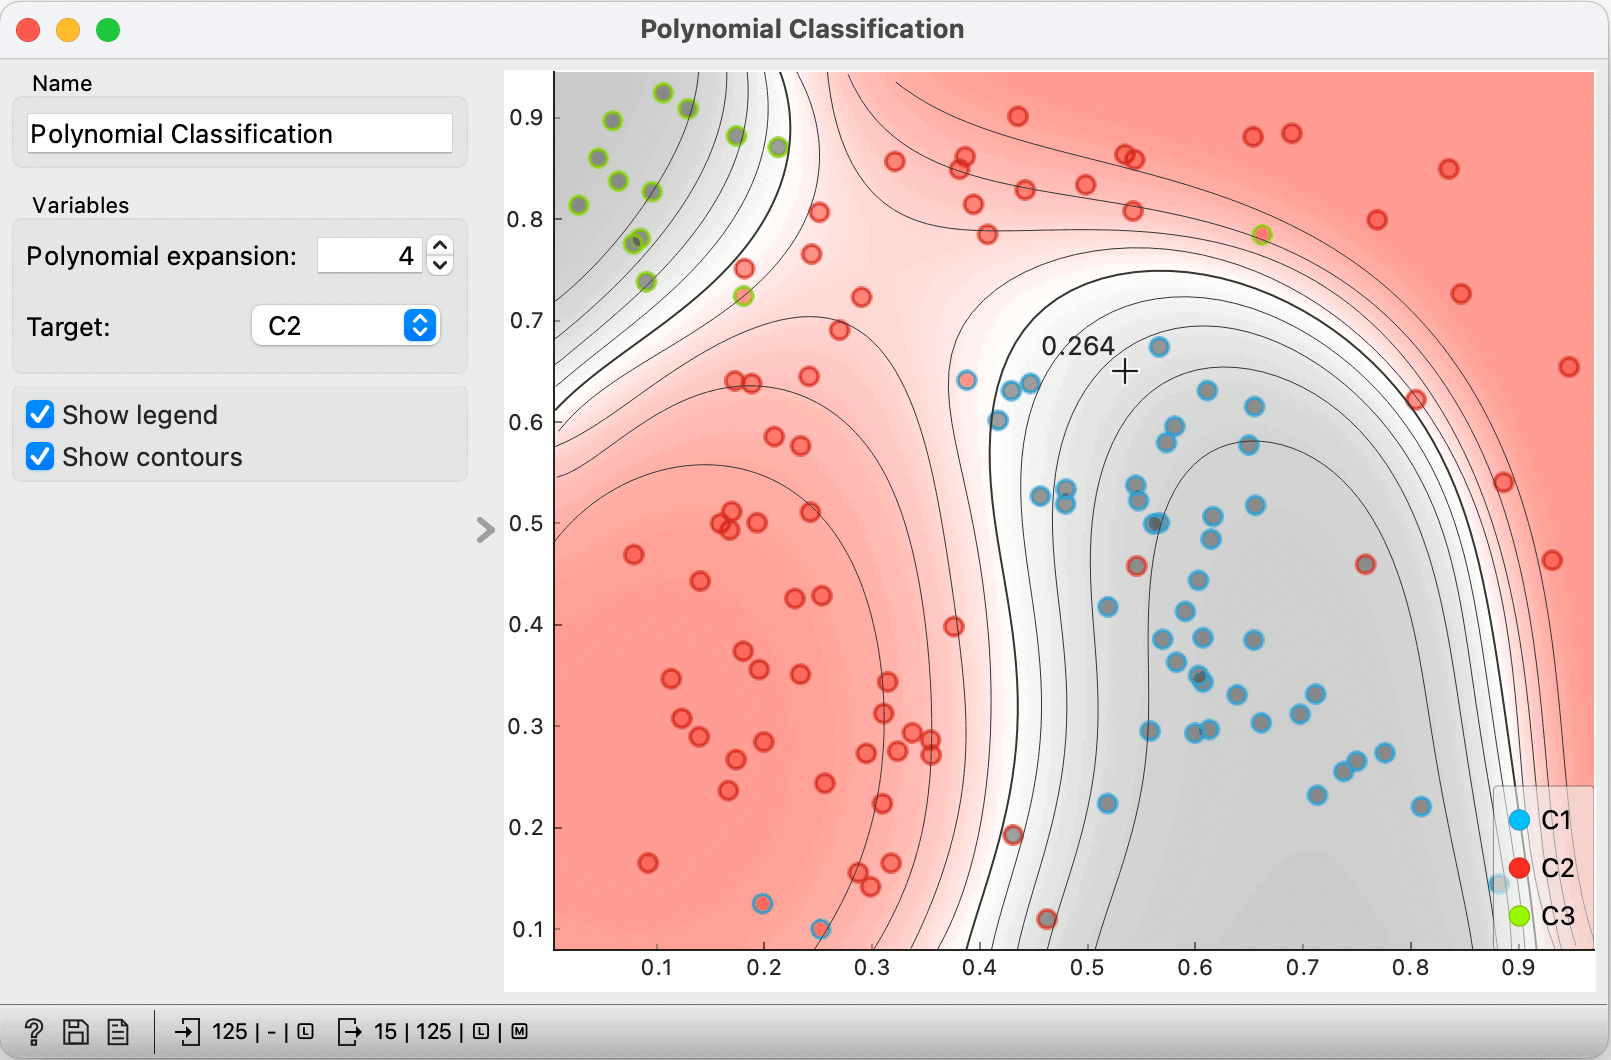 Polynomial Classification
Name
Polynomial Classification
Variables
Polynomial expansion: 4
Target: C2
Show legend
Show contours
0.9
0.8
0.7
0.6
0.5
0.4
0.3
0.2
0.1
0.264
C1
C2
C3
0.1 0.2 0.3 0.4 0.5 0.6 0.7 0.8 0.9
? 125 | - | L 15 | 125 | L | M